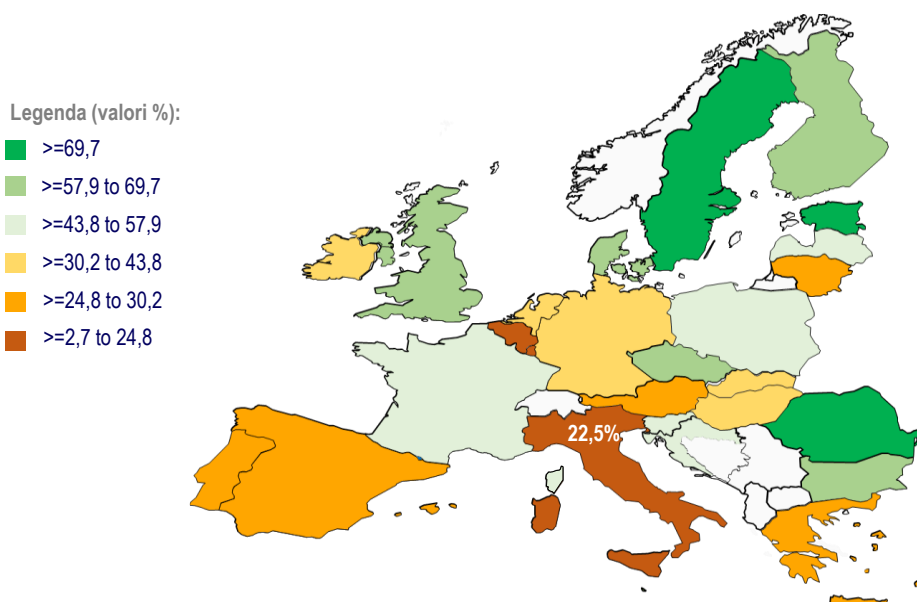 Legenda (valori %):
>=69,7
>=57,9 to 69,7
>=43,8 to 57,9
>=30,2 to 43,8
>=24,8 to 30,2
>=2,7 to 24,8
22,5%